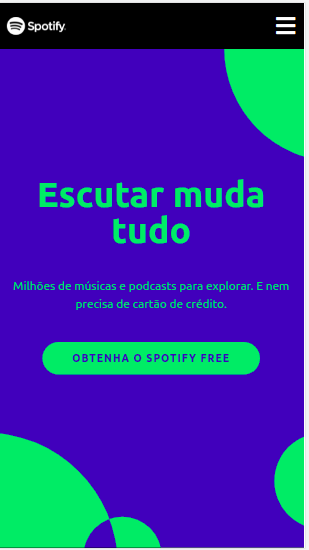 Spotify
Escutar muda
tudo
Milhões de músicas e podcasts para explorar. E nem
precisa de cartão de crédito.
OBTENHA O SPOTIFY FREE